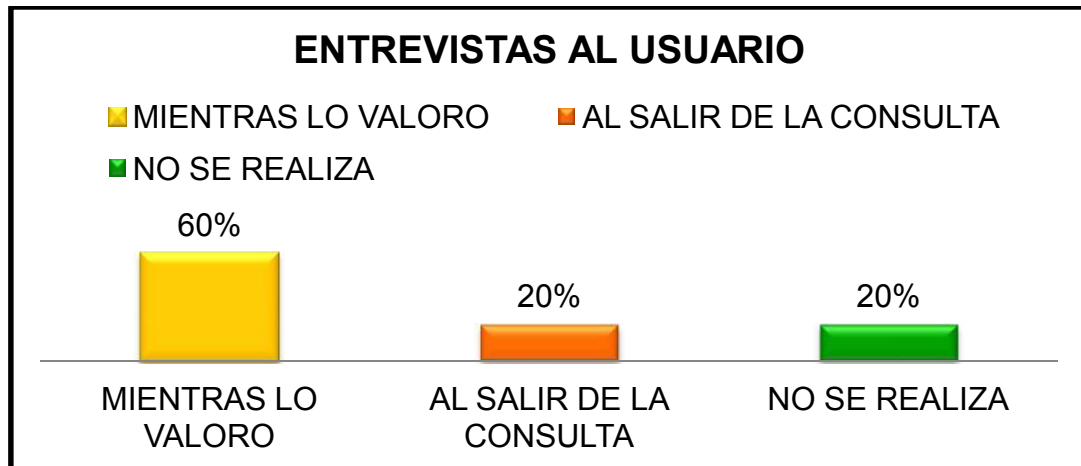 ENTREVISTAS AL USUARIO
MIENTRAS LO VALORO
AL SALIR DE LA CONSULTA
NO SE REALIZA
60%
20%
20%
MIENTRAS LO
VALORO
AL SALIR DE LA
CONSULTA
NO SE REALIZA